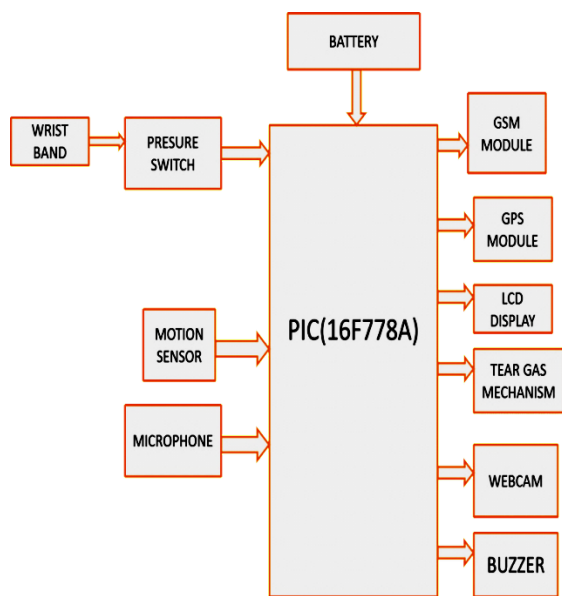 BATTERY
WRIST
BAND
PRESURE
SWITCH
GSM
MODULE
GPS
MODULE
LCD
DISPLAY
PIC(16F778A)
MOTION
SENSOR
TEAR GAS
MECHANISM
MICROPHONE
WEBCAM
BUZZER